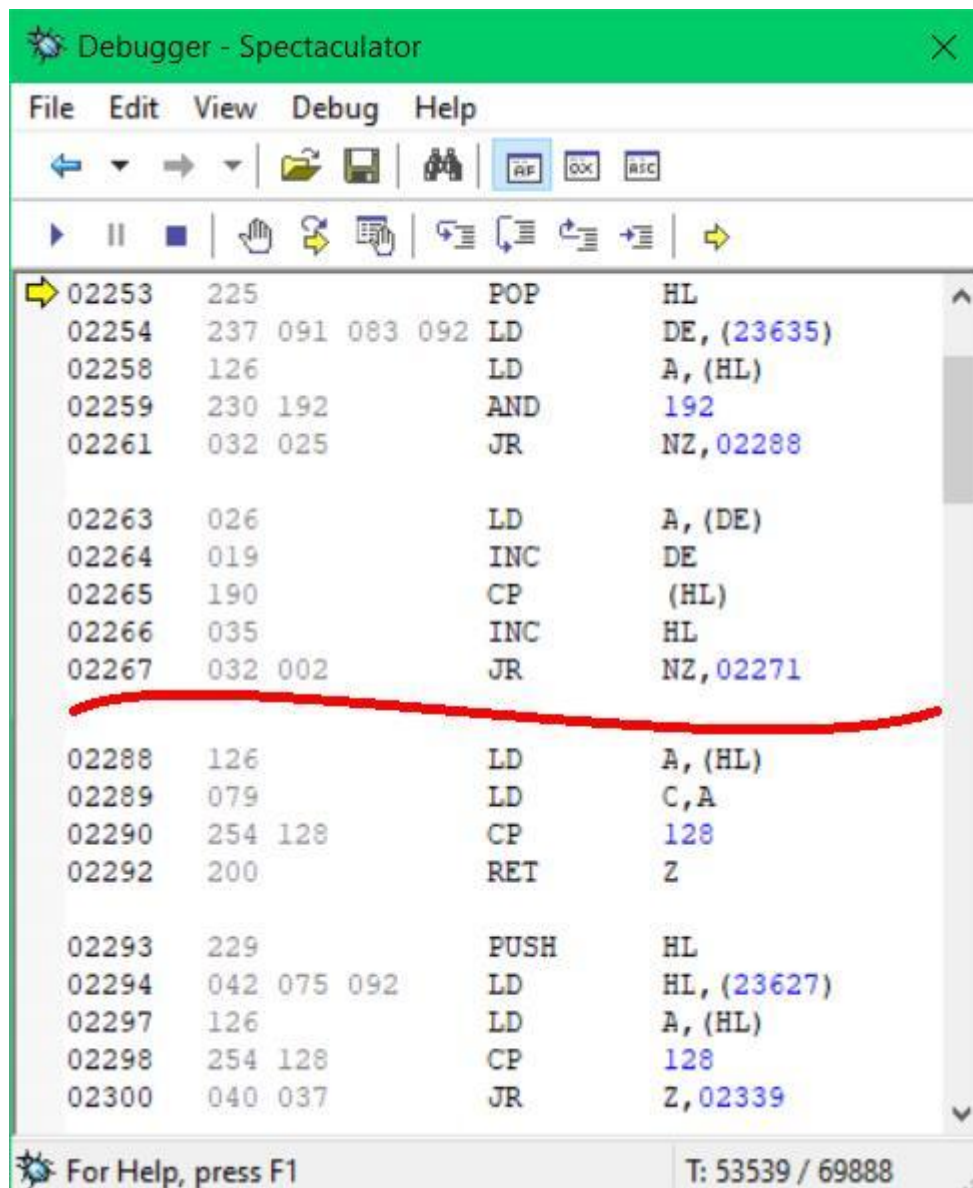 Debugger - Spectaculator
File Edit View Debug Help
AF 0X ASC
02253 225 POP HL
02254 237 091 083 092 LD DE,(23635)
02258 126 LD A,(HL)
02259 230 192 AND 192
02261 032 025 JR NZ,02288
02263 026 LD A,(DE)
02264 019 INC DE
02265 190 CP (HL)
02266 035 INC HL
02267 032 002 JR NZ,02271
02288 126 LD A,(HL)
02289 079 LD C,A
02290 254 128 CP 128
02292 200 RET Z
02293 229 PUSH HL
02294 042 075 092 LD HL,(23627)
02297 126 LD A,(HL)
02298 254 128 CP 128
02300 040 037 JR Z,02339
For Help, press F1 T: 53539 / 69888